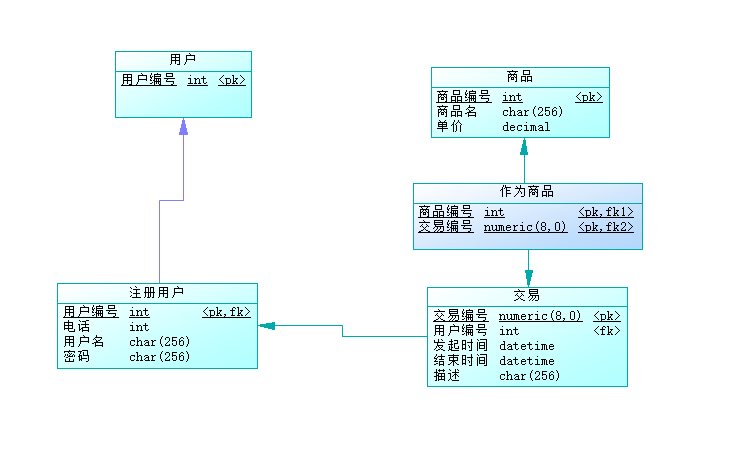 用户
用户编号 int <pk>
商品
商品编号 int <pk>
商品名 char(256)
单价 decimal
作为商品
商品编号 int <pk,fk1>
交易编号 numeric(8,0) <pk,fk2>
注册用户
用户编号 int <pk,fk>
电话 int
用户名 char(256)
密码 char(256)
交易
交易编号 numeric(8,0) <pk>
用户编号 int <fk>
发起时间 datetime
结束时间 datetime
描述 char(256)